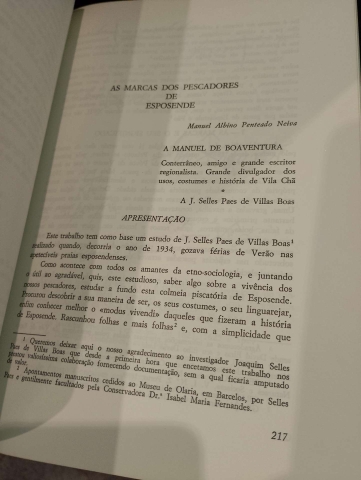 AS MARCAS DOS PESCADORES
DE
ESPOSENDE
Manuel Albino Penteado Neiva
A MANUEL DE BOAVENTURA
Conterrâneo, amigo e grande escritor
regionalista. Grande divulgador dos
usos, costumes e história de Vila Chã
*
A J. Selles Paes de Villas Boas
APRESENTAÇÃO
Este trabalho tem como base um estudo de J. Selles Paes de Villas Boas¹
realizado quando, decorria o ano de 1934, gozava férias de Verão nas
apetecíveis praias esposendenses.
Como acontece com todos os amantes da etno-sociologia, e juntando
o útil ao agradável, quis, este estudioso, saber algo sobre a vivência dos
nossos pescadores, estudar a fundo esta colmeia piscatória de Esposende.
Procurou descobrir a sua maneira de ser, os seus costumes, o seu linguarejar,
enfim conhecer melhor o «modus vivendi» daqueles que fizeram a história
de Esposende. Rascunhou folhas e mais folhas² e, com a simplicidade que
¹ Queremos deixar aqui o nosso agradecimento ao investigador Joaquim Selles
Paes de Villas Boas que desde a primeira hora que encetamos este trabalho nos
prestou valiosíssima colaboração fornecendo documentação, sem a qual ficaria amputado
de valor.
² Apontamentos manuscritos cedidos ao Museu de Olaria, em Barcelos, por Selles
Paes e gentilmente facultados pela Conservadora Dr.ª Isabel Maria Fernandes.
217